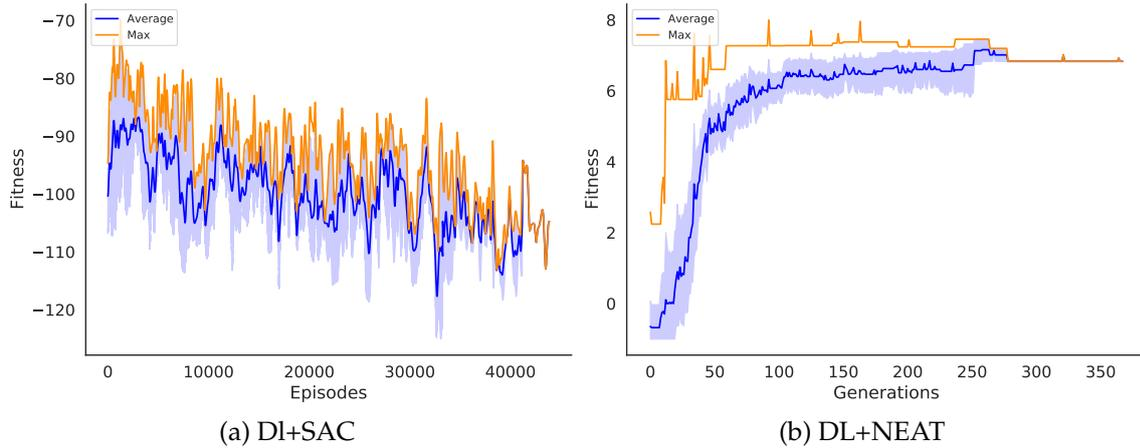 Average
Max
−70
−80
−90
−100
−110
−120
Fitness
0
10000
20000
30000
40000
Episodes
(a) Dl+SAC
Average
Max
8
6
4
2
0
Fitness
0
50
100
150
200
250
300
350
Generations
(b) DL+NEAT